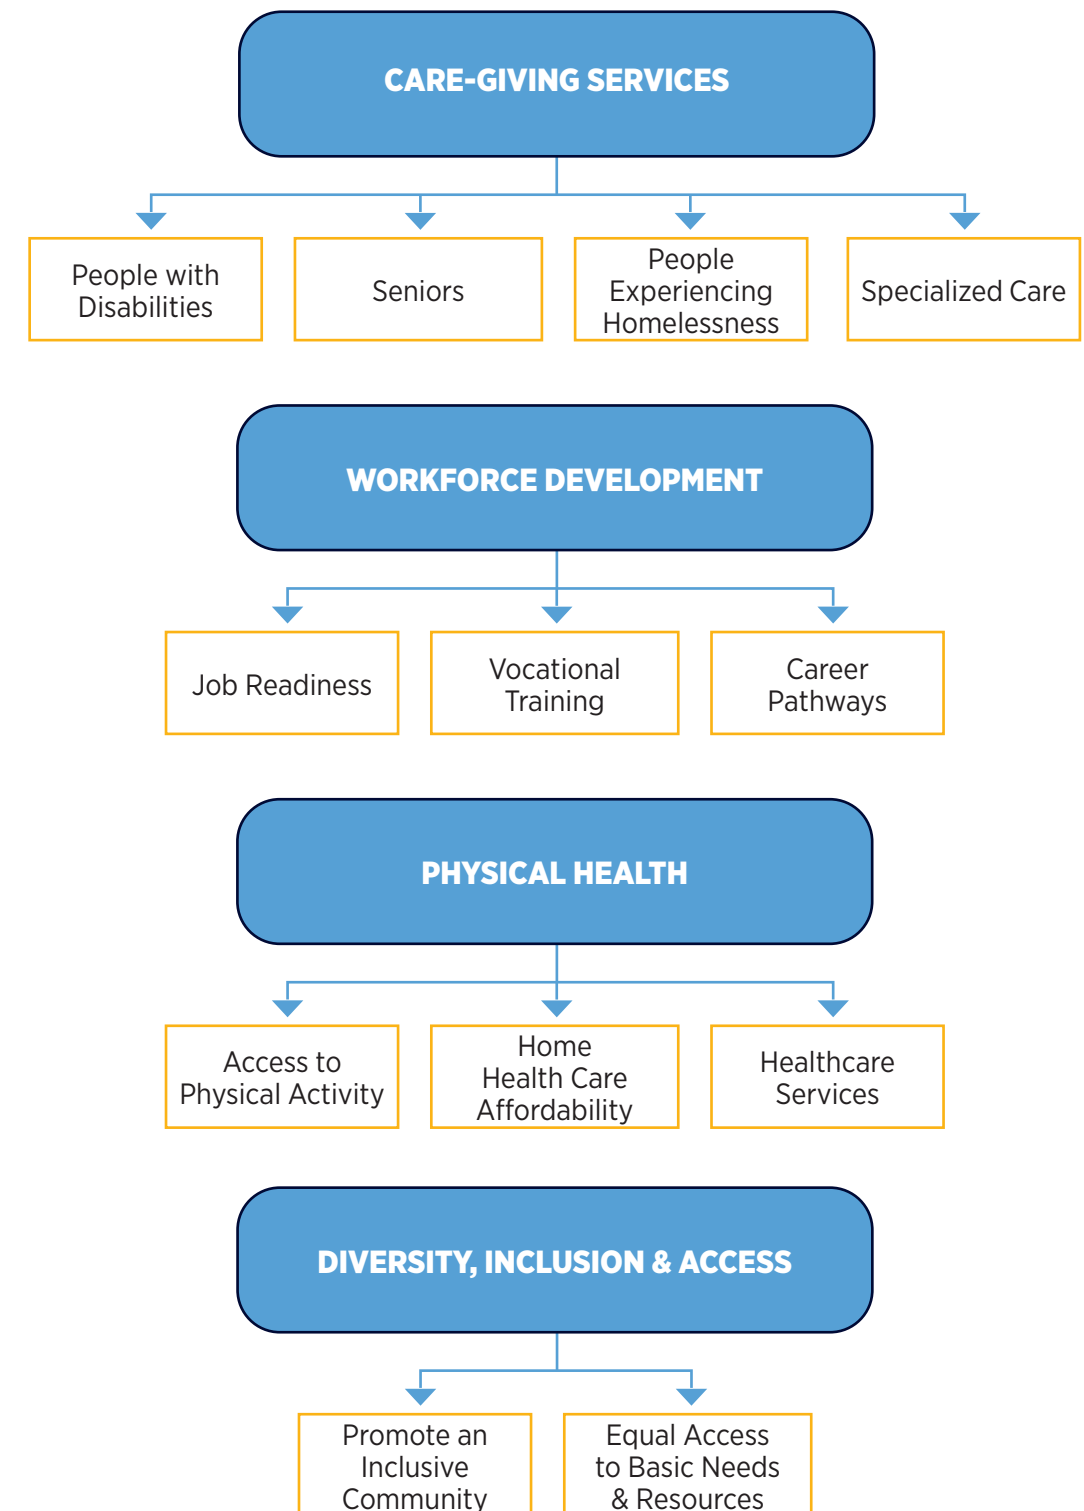 CARE-GIVING SERVICES
People with
Disabilities
Seniors
People
Experiencing
Homelessness
Specialized Care
WORKFORCE DEVELOPMENT
Job Readiness
Vocational
Training
Career
Pathways
PHYSICAL HEALTH
Access to
Physical Activity
Home
Health Care
Affordability
Healthcare
Services
DIVERSITY, INCLUSION & ACCESS
Promote an
Inclusive
Community
Equal Access
to Basic Needs
& Resources